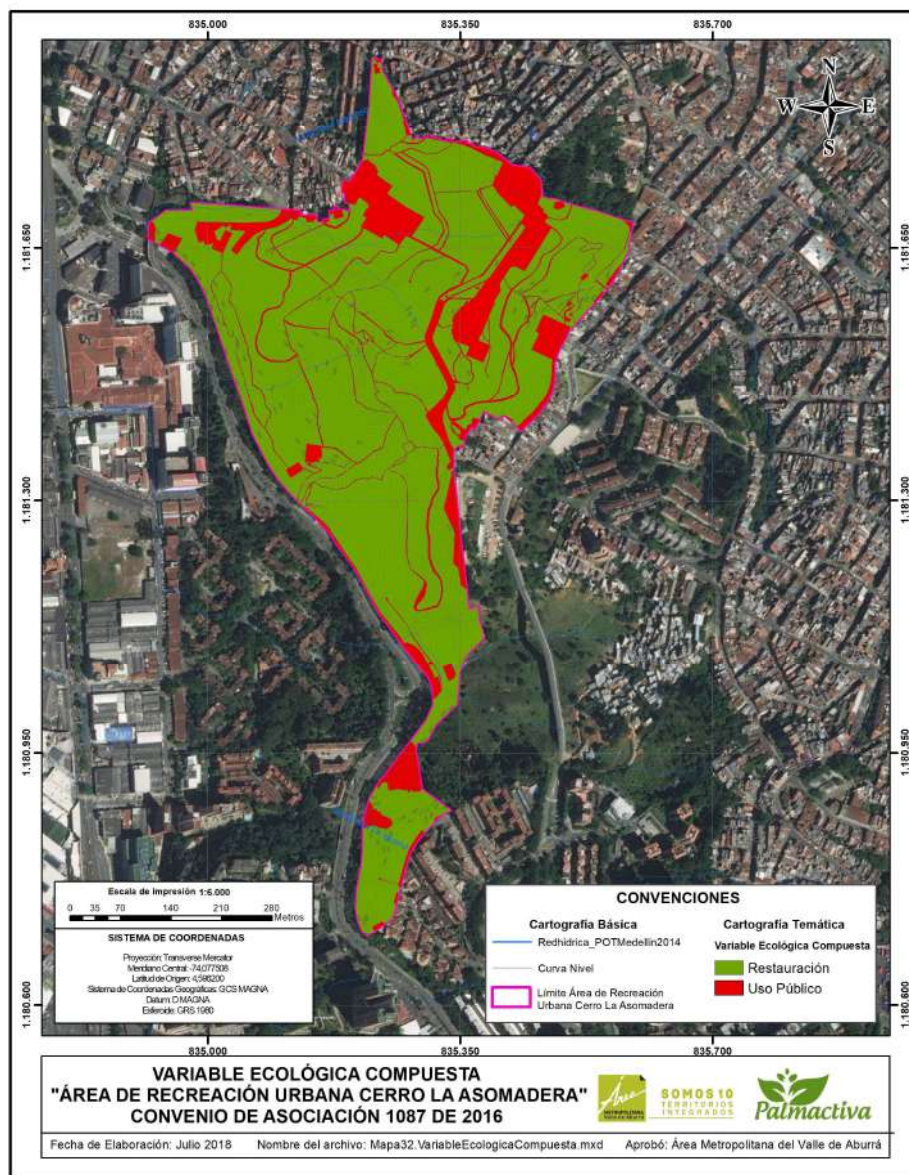 835.000 835.350 835.700
N
W E
S
1.181.650 1.181.650
1.181.300 1.181.300
1.180.950 1.180.950
1.180.600 1.180.600
Escala de Impresión 1:6.000
0 35 70 140 210 280
Metros
SISTEMA DE COORDENADAS
Proyección: Transverse Mercator
Meridiano Central: -74,077508
Latitud de Origen: 4,596200
Sistema de Coordenadas Geográficas: GCS MAGNA
Datum: D MAGNA
Esferoide: GRS 1980
CONVENCIONES
Cartografía Básica
Redhidrica_POTMedellin2014
Curva Nivel
Límite Área de Recreación
Urbana Cerro La Asomadera
Cartografía Temática
Variable Ecológica Compuesta
Restauración
Uso Público
835.000 835.350 835.700
VARIABLE ECOLÓGICA COMPUESTA
"ÁREA DE RECREACIÓN URBANA CERRO LA ASOMADERA"
CONVENIO DE ASOCIACIÓN 1087 DE 2016
Área
METROPOLITANA
Valle de Aburrá
SOMOS 10
TERRITORIOS
INTEGRADOS
Palmactiva
Fecha de Elaboración: Julio 2018 Nombre del archivo: Mapa32.VariableEcologicaCompuesta.mxd Aprobó: Área Metropolitana del Valle de Aburrá